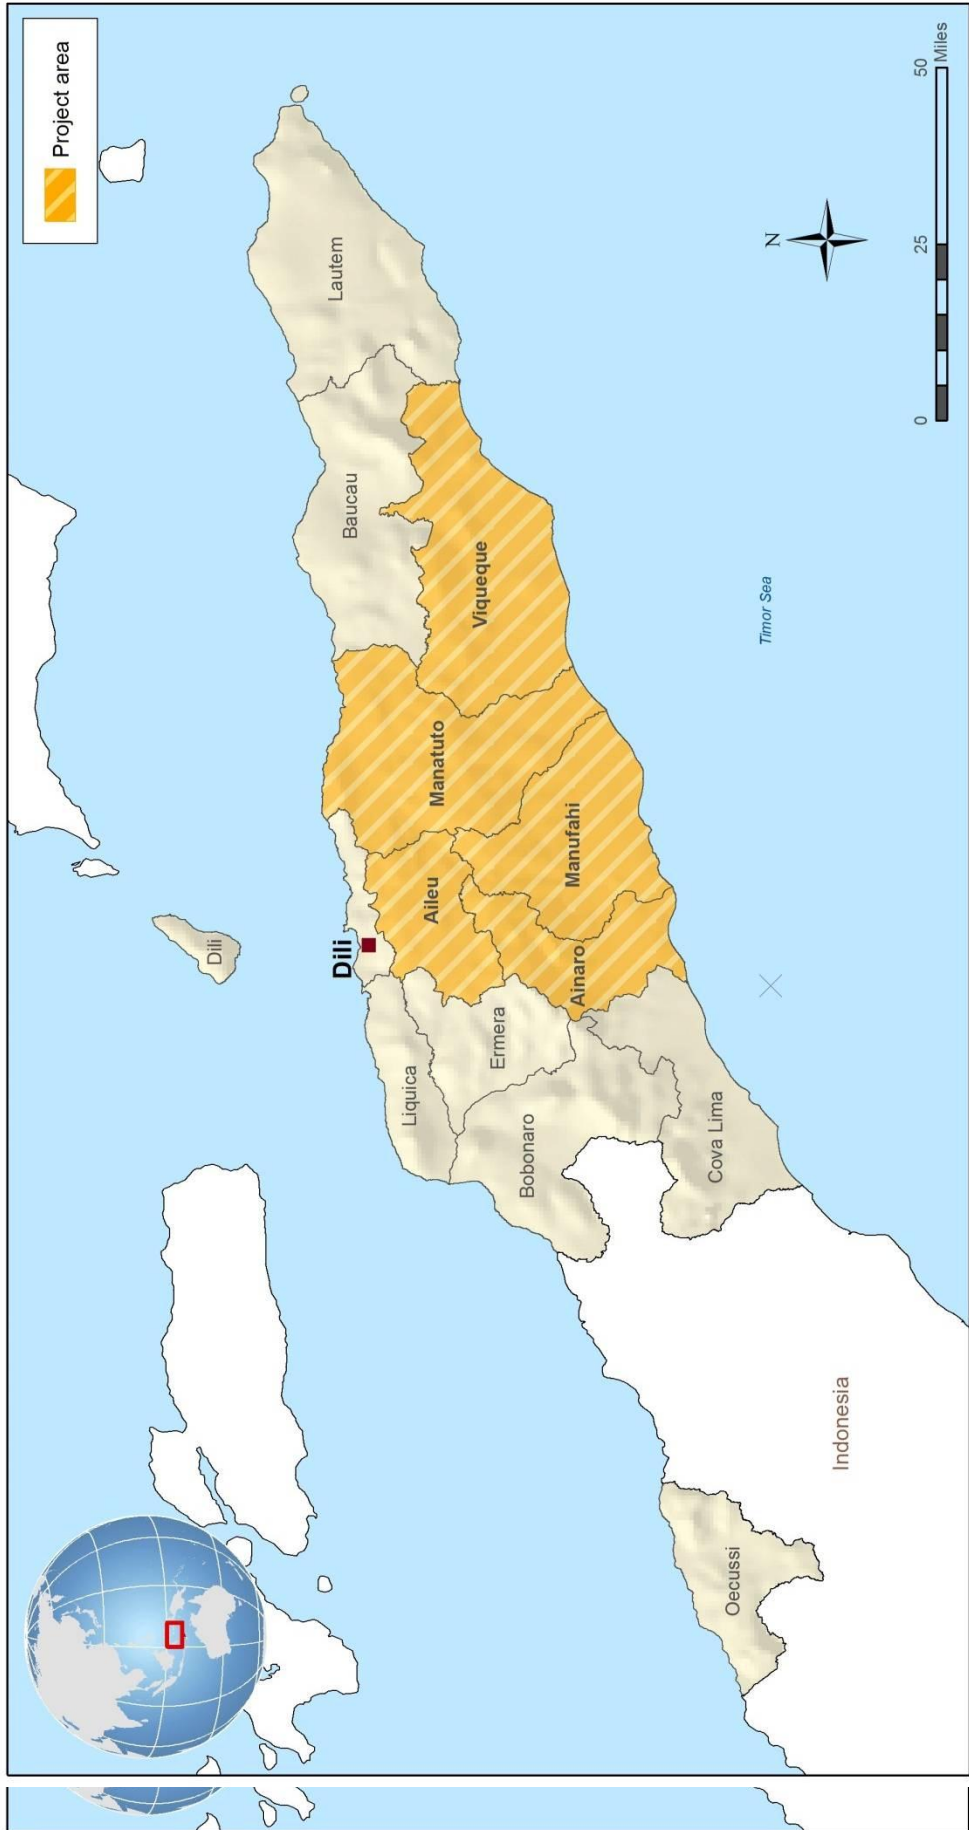 Project area
Lautem
Baucau
Viqueque
Manatuto
Manufahi
Aileu
Ainaro
Dili
Dili
Liquica
Ermera
Bobonaro
Cova Lima
Oecussi
Indonesia
Timor Sea
N
0 25 50
Miles